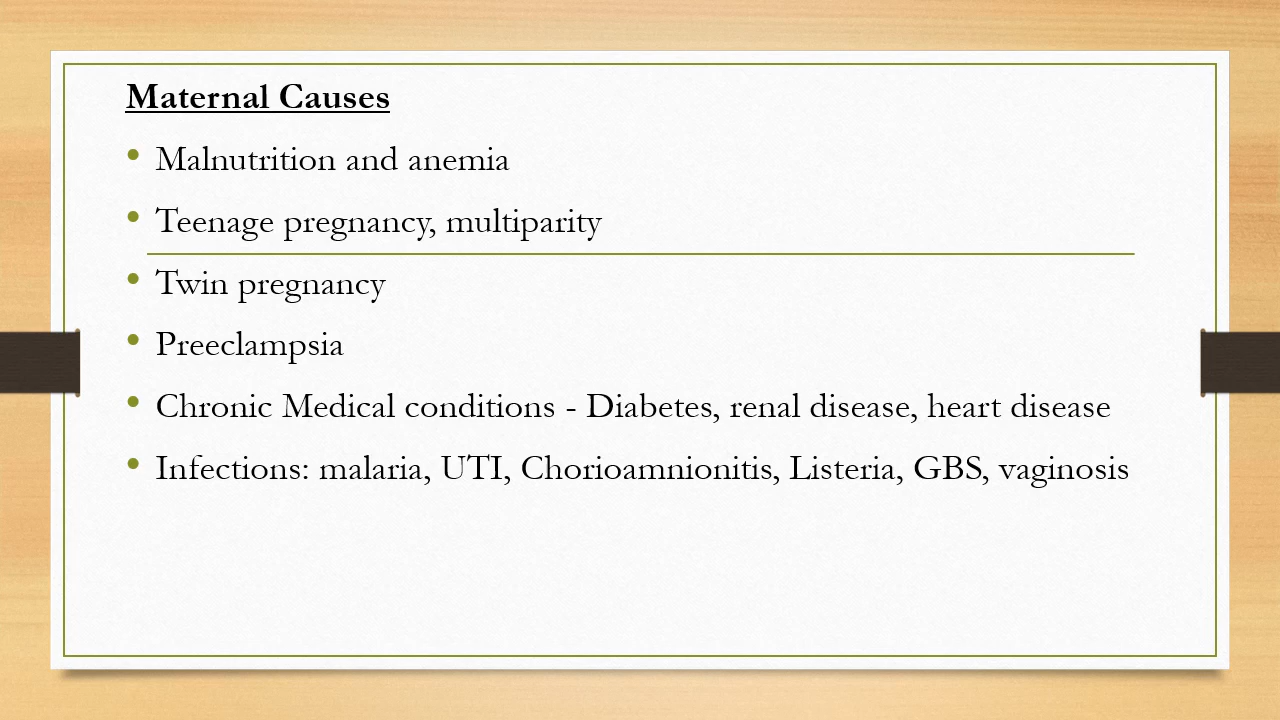 Maternal Causes
• Malnutrition and anemia
• Teenage pregnancy, multiparity
• Twin pregnancy
• Preeclampsia
• Chronic Medical conditions - Diabetes, renal disease, heart disease
• Infections: malaria, UTI, Chorioamnionitis, Listeria, GBS, vaginosis